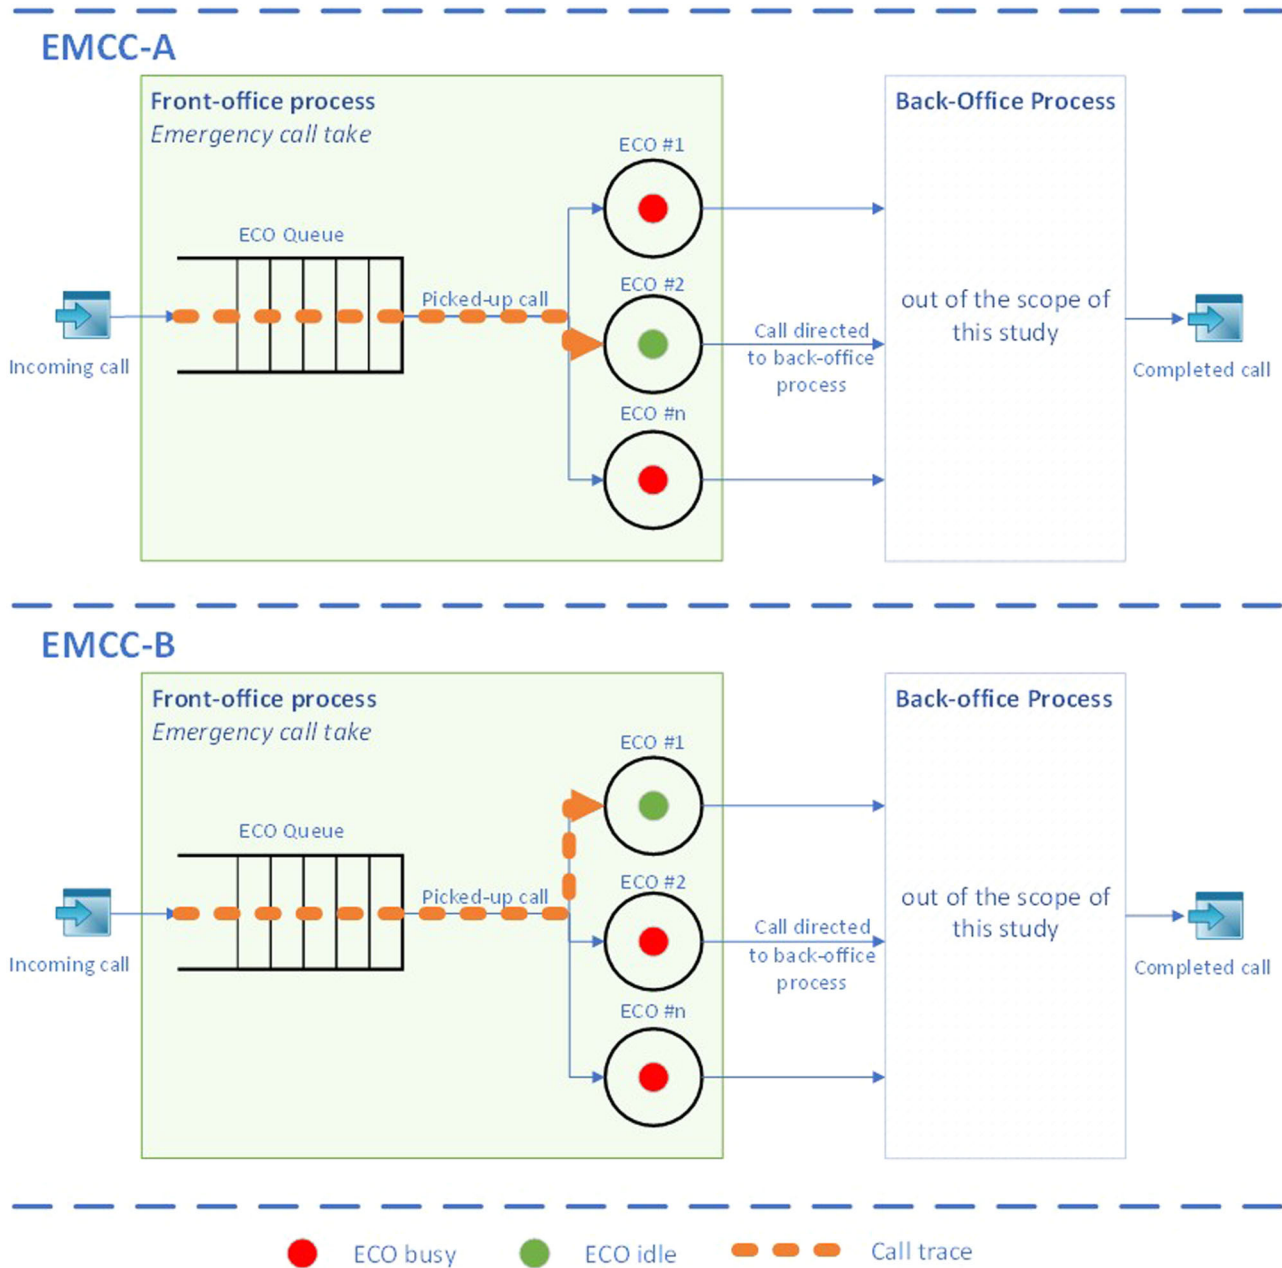 EMCC-A
Front-office process
Emergency call take
Back-Office Process
ECO #1
ECO Queue
ECO #2
Picked-up call
out of the scope of
this study
Call directed
to back-office
process
Incoming call
Completed call
ECO #n
EMCC-B
Front-office process
Emergency call take
Back-office Process
ECO #1
ECO Queue
ECO #2
Picked-up call
out of the scope of
this study
Call directed
to back-office
process
Incoming call
Completed call
ECO #n
ECO busy
ECO idle
Call trace